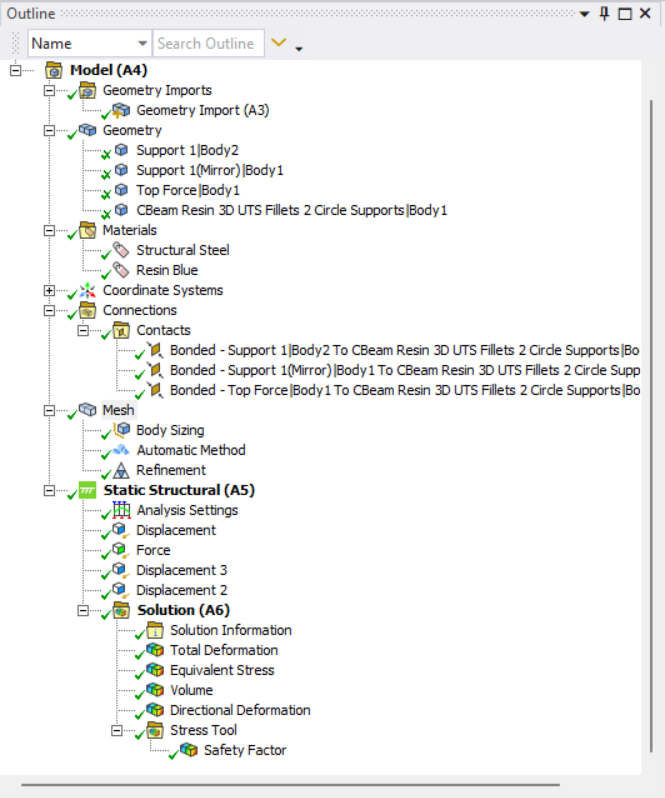 Outline
Name
Search Outline
Model (A4)
Geometry Imports
Geometry Import (A3)
Geometry
Support 1|Body2
Support 1(Mirror)|Body1
Top Force|Body1
CBeam Resin 3D UTS Fillets 2 Circle Supports|Body1
Materials
Structural Steel
Resin Blue
Coordinate Systems
Connections
Contacts
Bonded - Support 1|Body2 To CBeam Resin 3D UTS Fillets 2 Circle Supports|Bo
Bonded - Support 1(Mirror)|Body1 To CBeam Resin 3D UTS Fillets 2 Circle Supp
Bonded - Top Force|Body1 To CBeam Resin 3D UTS Fillets 2 Circle Supports|Bo
Mesh
Body Sizing
Automatic Method
Refinement
Static Structural (A5)
Analysis Settings
Displacement
Force
Displacement 3
Displacement 2
Solution (A6)
Solution Information
Total Deformation
Equivalent Stress
Volume
Directional Deformation
Stress Tool
Safety Factor